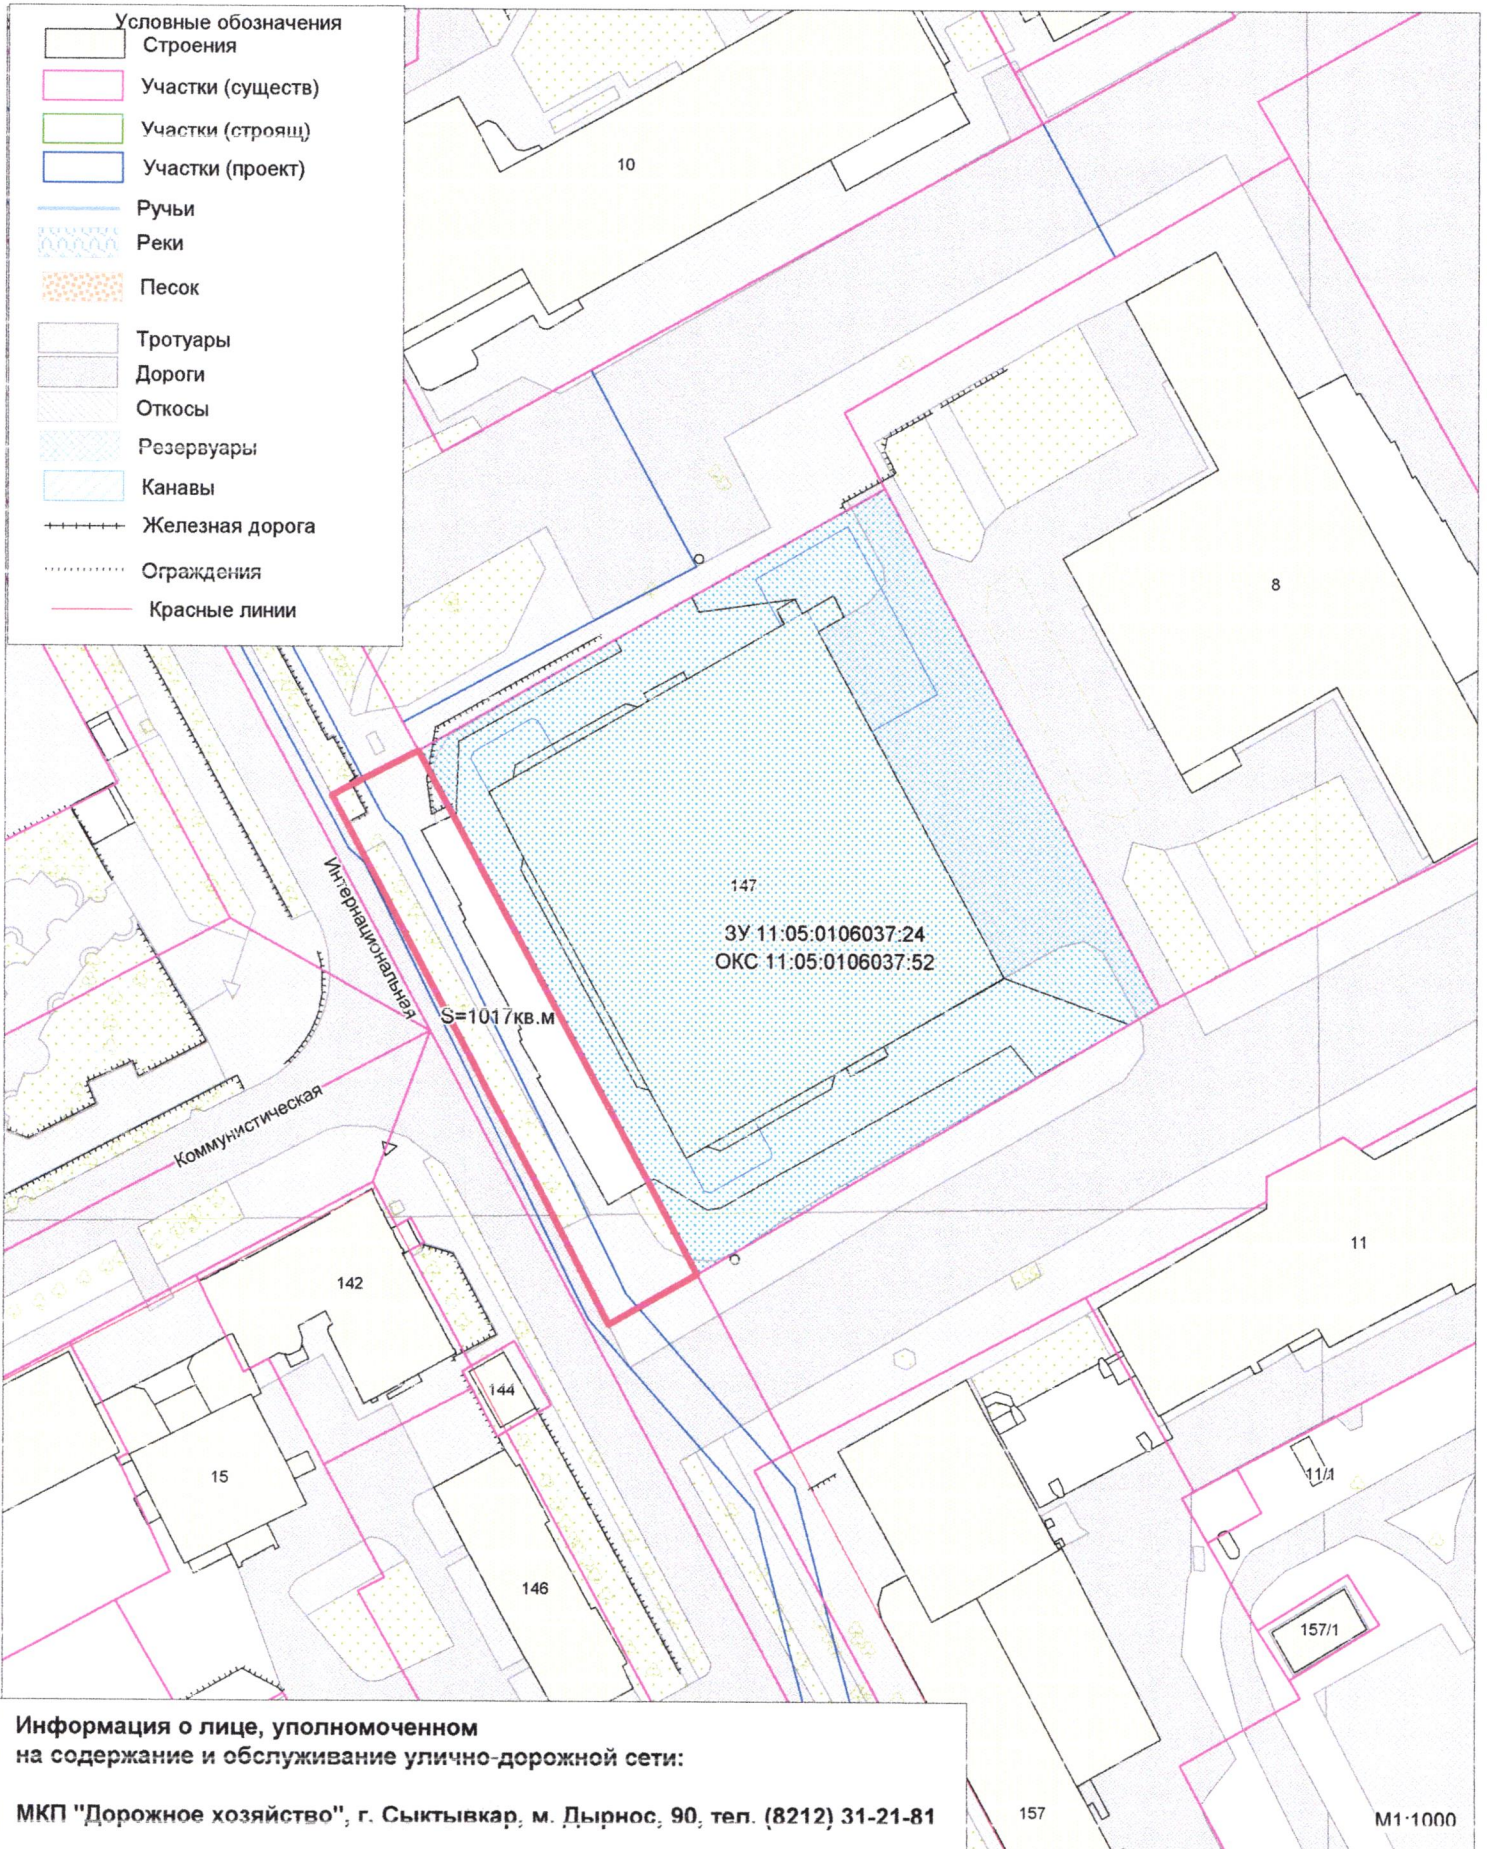 Условные обозначения
Строения
Участки (существ)
Участки (строящ)
Участки (проект)
Ручьи
Реки
Песок
Тротуары
Дороги
Откосы
Резервуары
Канавы
Железная дорога
Ограждения
Красные линии
10
8
147
ЗУ 11:05:0106037:24
ОКС 11:05:0106037:52
Интернациональная
S=1017кв.м
Коммунистическая
142
11
144
15
11/1
146
157/1
157
Информация о лице, уполномоченном
на содержание и обслуживание улично-дорожной сети:
МКП "Дорожное хозяйство", г. Сыктывкар, м. Дырнос, 90, тел. (8212) 31-21-81
М1:1000